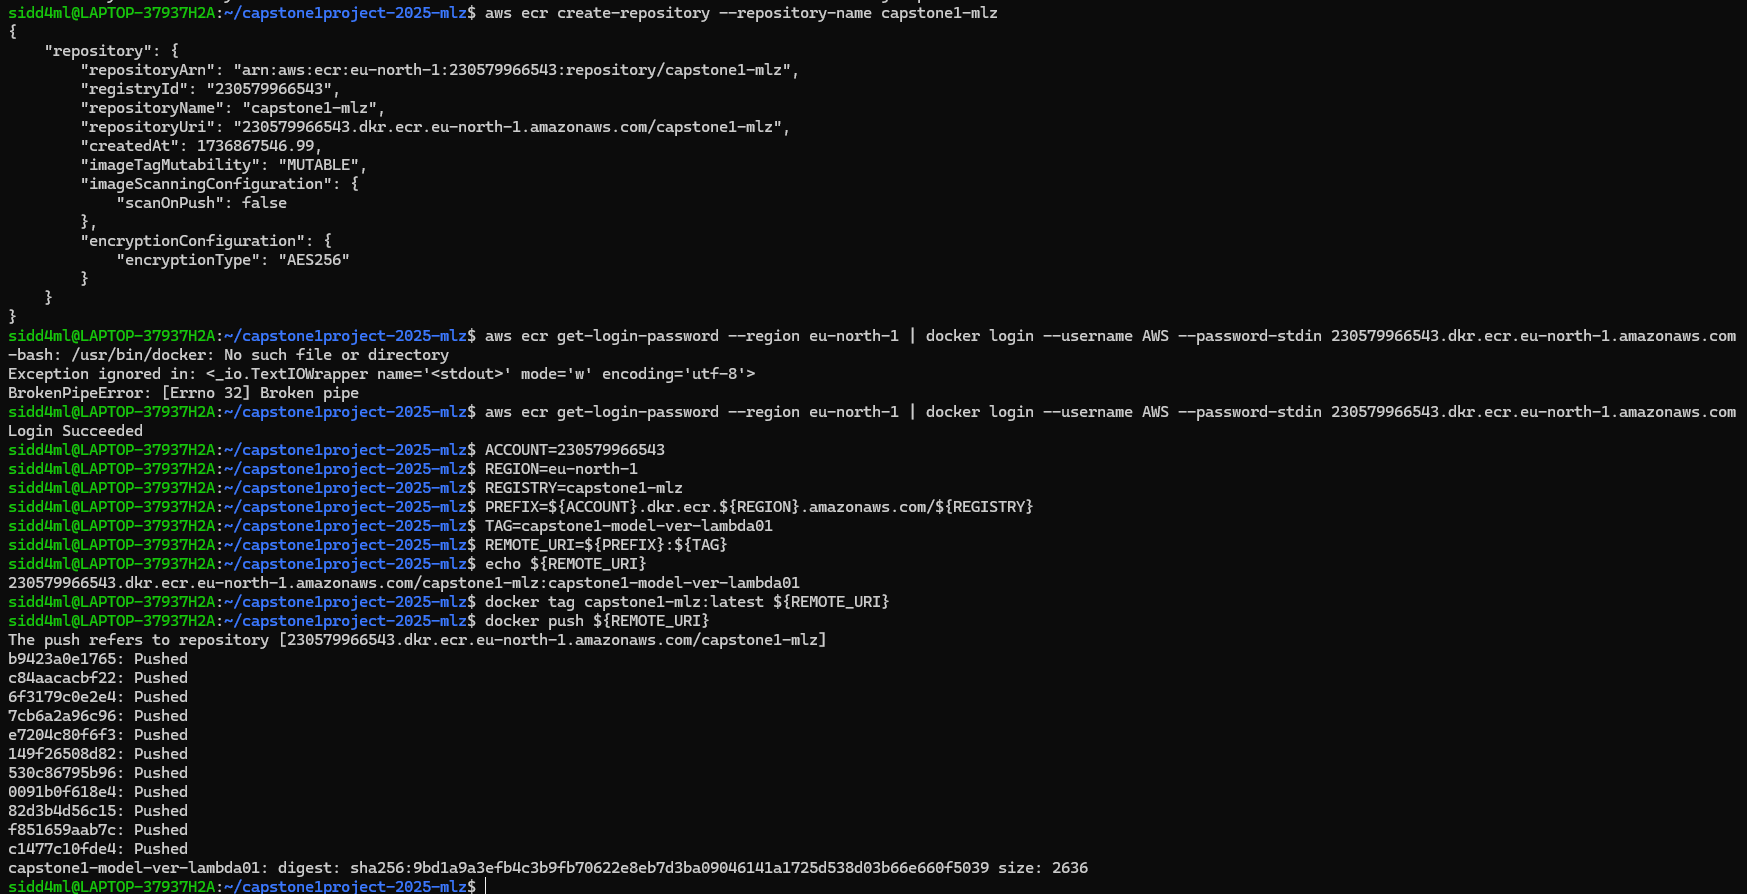 sidd4ml@LAPTOP-37937H2A:~/capstone1project-2025-mlz$ aws ecr create-repository --repository-name capstone1-mlz
{
    "repository": {
        "repositoryArn": "arn:aws:ecr:eu-north-1:230579966543:repository/capstone1-mlz",
        "registryId": "230579966543",
        "repositoryName": "capstone1-mlz",
        "repositoryUri": "230579966543.dkr.ecr.eu-north-1.amazonaws.com/capstone1-mlz",
        "createdAt": 1736867546.99,
        "imageTagMutability": "MUTABLE",
        "imageScanningConfiguration": {
            "scanOnPush": false
        },
        "encryptionConfiguration": {
            "encryptionType": "AES256"
        }
    }
}
sidd4ml@LAPTOP-37937H2A:~/capstone1project-2025-mlz$ aws ecr get-login-password --region eu-north-1 | docker login --username AWS --password-stdin 230579966543.dkr.ecr.eu-north-1.amazonaws.com
-bash: /usr/bin/docker: No such file or directory
Exception ignored in: <_io.TextIOWrapper name='<stdout>' mode='w' encoding='utf-8'>
BrokenPipeError: [Errno 32] Broken pipe
sidd4ml@LAPTOP-37937H2A:~/capstone1project-2025-mlz$ aws ecr get-login-password --region eu-north-1 | docker login --username AWS --password-stdin 230579966543.dkr.ecr.eu-north-1.amazonaws.com
Login Succeeded
sidd4ml@LAPTOP-37937H2A:~/capstone1project-2025-mlz$ ACCOUNT=230579966543
sidd4ml@LAPTOP-37937H2A:~/capstone1project-2025-mlz$ REGION=eu-north-1
sidd4ml@LAPTOP-37937H2A:~/capstone1project-2025-mlz$ REGISTRY=capstone1-mlz
sidd4ml@LAPTOP-37937H2A:~/capstone1project-2025-mlz$ PREFIX=${ACCOUNT}.dkr.ecr.${REGION}.amazonaws.com/${REGISTRY}
sidd4ml@LAPTOP-37937H2A:~/capstone1project-2025-mlz$ TAG=capstone1-model-ver-lambda01
sidd4ml@LAPTOP-37937H2A:~/capstone1project-2025-mlz$ REMOTE_URI=${PREFIX}:${TAG}
sidd4ml@LAPTOP-37937H2A:~/capstone1project-2025-mlz$ echo ${REMOTE_URI}
230579966543.dkr.ecr.eu-north-1.amazonaws.com/capstone1-mlz:capstone1-model-ver-lambda01
sidd4ml@LAPTOP-37937H2A:~/capstone1project-2025-mlz$ docker tag capstone1-mlz:latest ${REMOTE_URI}
sidd4ml@LAPTOP-37937H2A:~/capstone1project-2025-mlz$ docker push ${REMOTE_URI}
The push refers to repository [230579966543.dkr.ecr.eu-north-1.amazonaws.com/capstone1-mlz]
b9423a0e1765: Pushed
c84aacacbf22: Pushed
6f3179c0e2e4: Pushed
7cb6a2a96c96: Pushed
e7204c80f6f3: Pushed
149f26508d82: Pushed
530c86795b96: Pushed
0091b0f618e4: Pushed
82d3b4d56c15: Pushed
f851659aab7c: Pushed
c1477c10fde4: Pushed
capstone1-model-ver-lambda01: digest: sha256:9bd1a9a3efb4c3b9fb70622e8eb7d3ba09046141a1725d538d03b66e660f5039 size: 2636
sidd4ml@LAPTOP-37937H2A:~/capstone1project-2025-mlz$